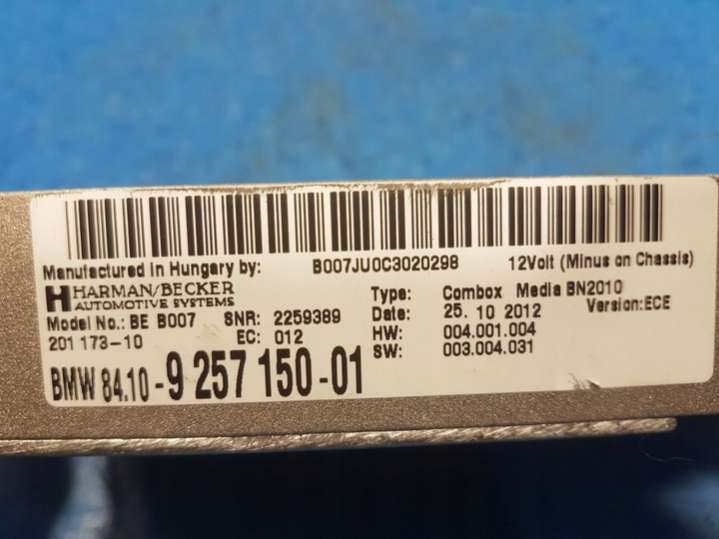 Manufactured in Hungary by: B007JU0C3020298 12Volt (Minus on Chassis)
HARMAN/BECKER
AUTOMOTIVE SYSTEMS
Type: Combox Media BN2010
Model No.: BE B007 SNR: 2259389 Date: 25. 10 2012 Version:ECE
201 173-10 EC: 012 HW: 004.001.004
SW: 003.004.031
BMW 84.10-9 257 150-01